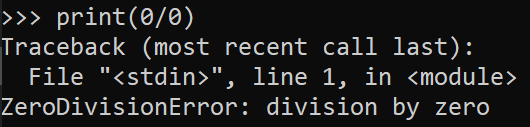 >>> print(0/0)
Traceback (most recent call last):
  File "<stdin>", line 1, in <module>
ZeroDivisionError: division by zero